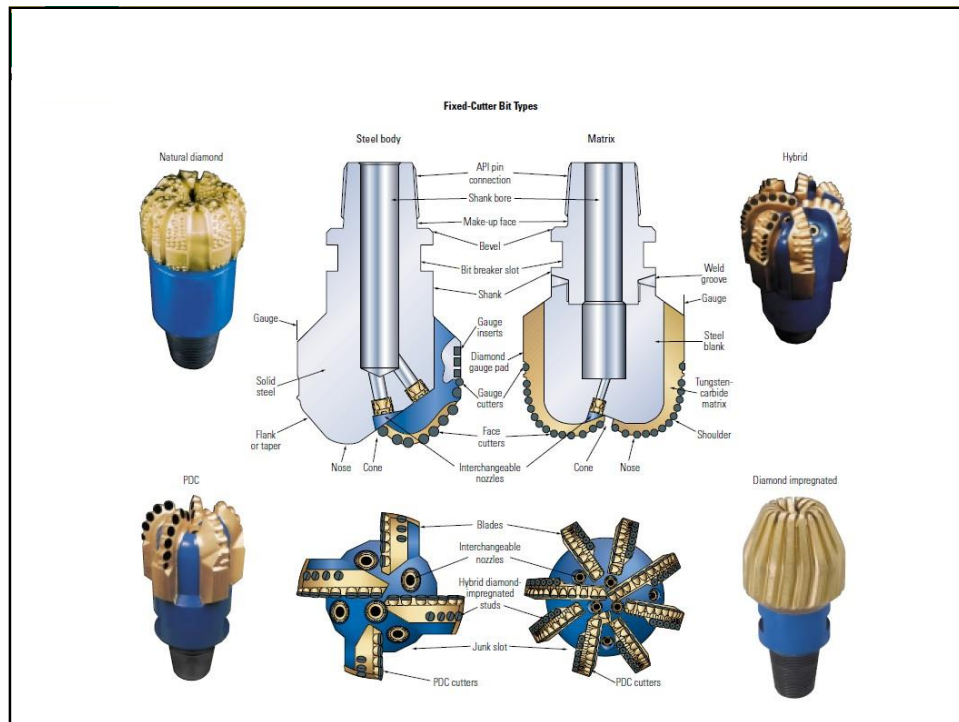 Fixed-Cutter Bit Types
Steel body
Matrix
Natural diamond
Hybrid
API pin
connection
Shank bore
Make-up face
Bevel
Bit breaker slot
Weld
groove
Shank
Gauge
Gauge
Gauge
inserts
Steel
blank
Diamond
gauge pad
Solid
steel
Gauge
cutters
Tungsten-
carbide
matrix
Flank
or taper
Face
cutters
Shoulder
Nose
Cone
Interchangeable
nozzles
Cone
Nose
PDC
Diamond impregnated
Blades
Interchangeable
nozzles
Hybrid diamond-
impregnated
studs
Junk slot
PDC cutters
PDC cutters